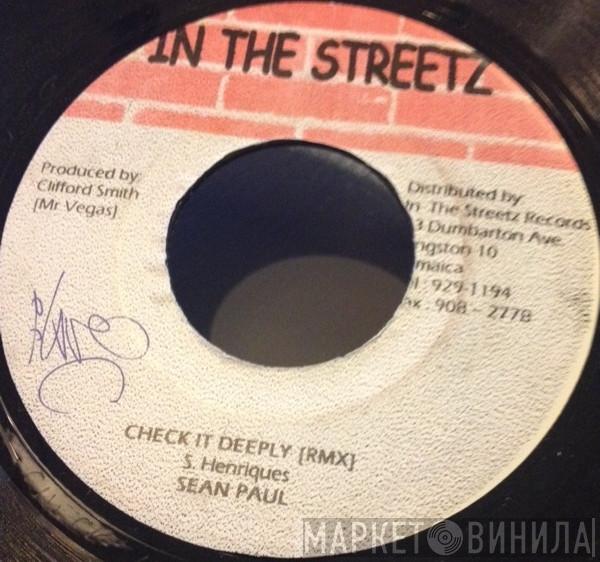 IN THE STREETZ
Produced by:
Clifford Smith
[Mr Vegas]
Distributed by
In The Streetz Records
3 Dumbarton Ave.
ngston 10
maica
l : 929-1194
ax : 908 - 2778
CHECK IT DEEPLY [RMX]
S. Henriques
SEAN PAUL
МАРКЕТ ВИНИЛА